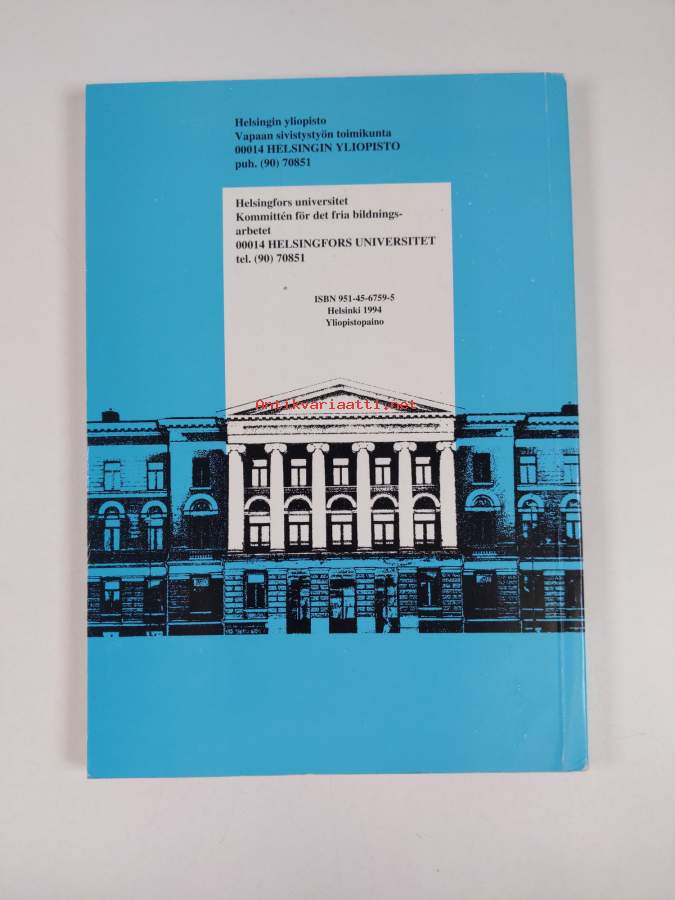 Helsingin yliopisto
Vapaan sivistystyön toimikunta
00014 HELSINGIN YLIOPISTO
puh. (90) 70851
Helsingfors universitet
Kommittén för det fria bildnings-
arbetet
00014 HELSINGFORS UNIVERSITET
tel. (90) 70851
ISBN 951-45-6759-5
Helsinki 1994
Yliopistopaino
Antikvariaatti.net